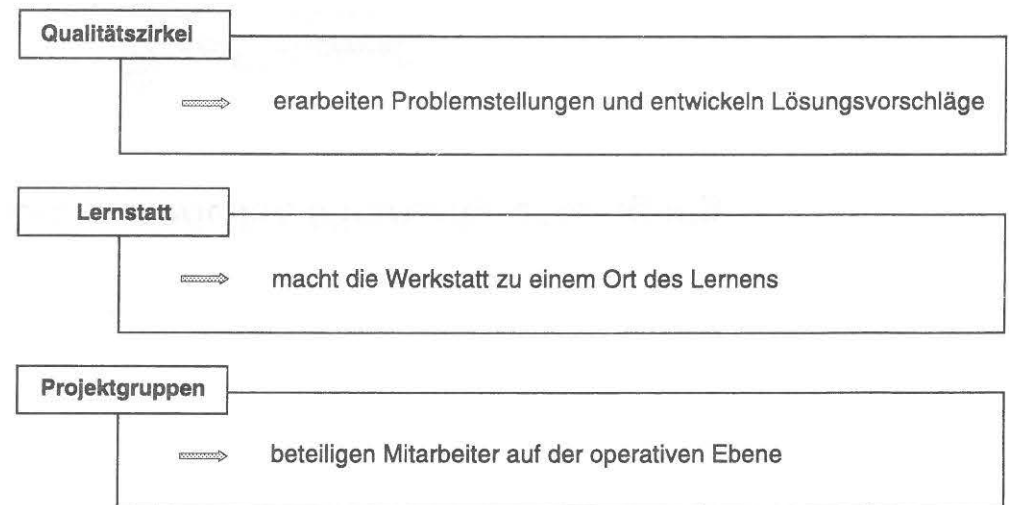 Qualitätszirkel
erarbeiten Problemstellungen und entwickeln Lösungsvorschläge
Lernstatt
macht die Werkstatt zu einem Ort des Lernens
Projektgruppen
beteiligen Mitarbeiter auf der operativen Ebene